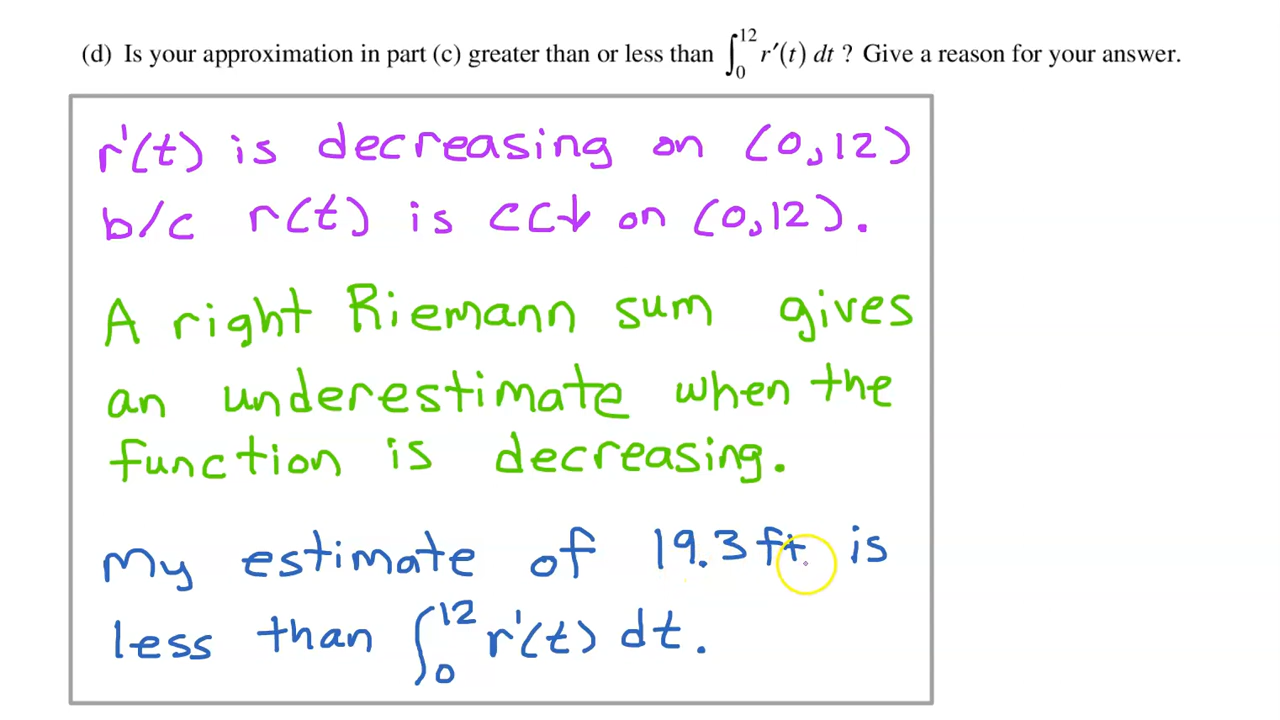 (d) Is your approximation in part (c) greater than or less than ∫₀¹² r′(t) dt ? Give a reason for your answer.
r'(t) is decreasing on (0,12)
b/c r(t) is CC↓ on (0,12).
A right Riemann sum gives
an underestimate when the
function is decreasing.
My estimate of 19.3 ft is
less than ∫₀¹² r'(t) dt.